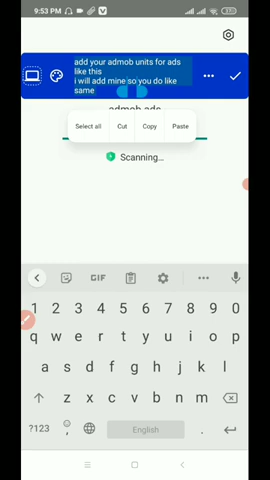 9:53 PM
add your admob units for ads
like this
i will add mine so you do like
same
admob ads
Select all Cut Copy Paste
Scanning...
GIF
1 2 3 4 5 6 7 8 9 0
q w e r t y u i o p
a s d f g h j k l
z x c v b n m
?123 , English .